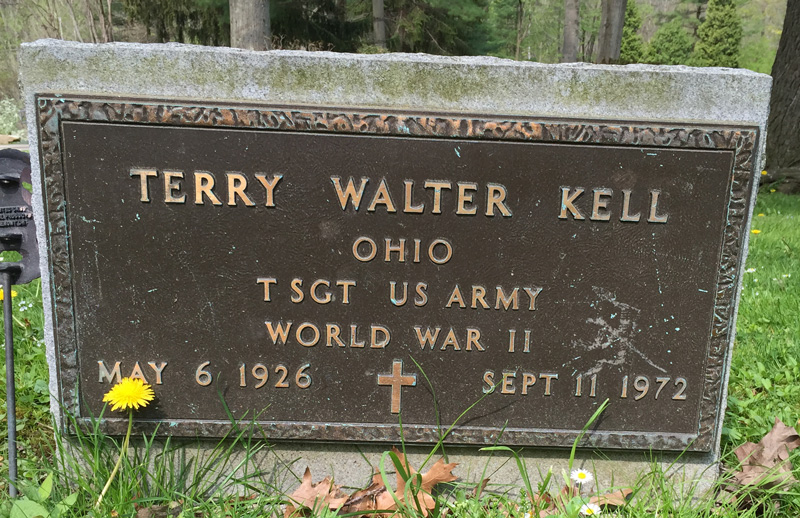 TERRY WALTER KELL
OHIO
T SGT US ARMY
WORLD WAR II
MAY 6 1926 SEPT 11 1972